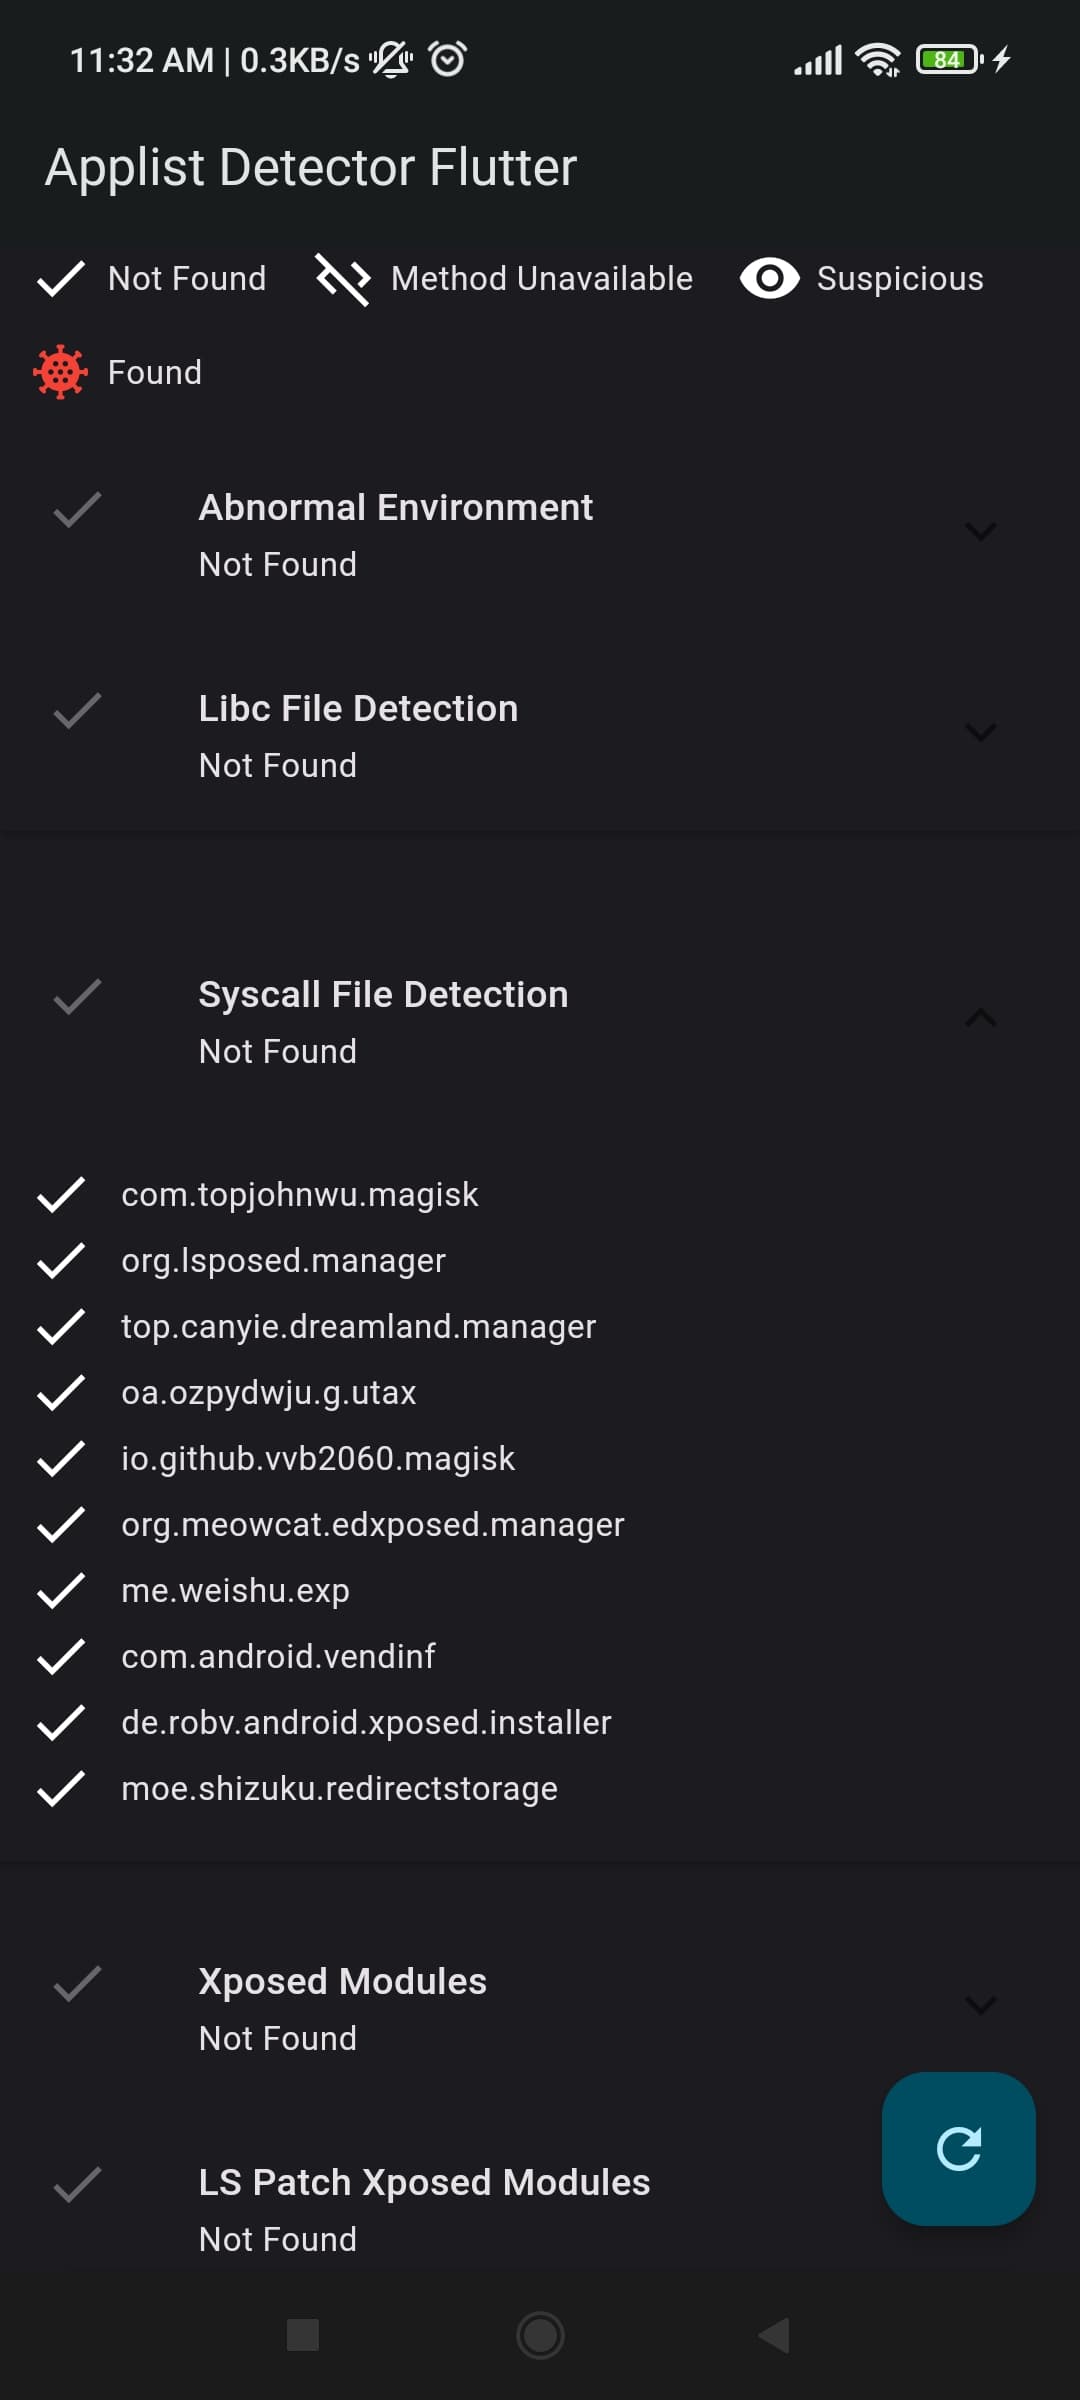 11:32 AM | 0.3KB/s 84
Applist Detector Flutter
Not Found Method Unavailable Suspicious
Found
Abnormal Environment
Not Found
Libc File Detection
Not Found
Syscall File Detection
Not Found
com.topjohnwu.magisk
org.lsposed.manager
top.canyie.dreamland.manager
oa.ozpydwju.g.utax
io.github.vvb2060.magisk
org.meowcat.edxposed.manager
me.weishu.exp
com.android.vendinf
de.robv.android.xposed.installer
moe.shizuku.redirectstorage
Xposed Modules
Not Found
LS Patch Xposed Modules
Not Found